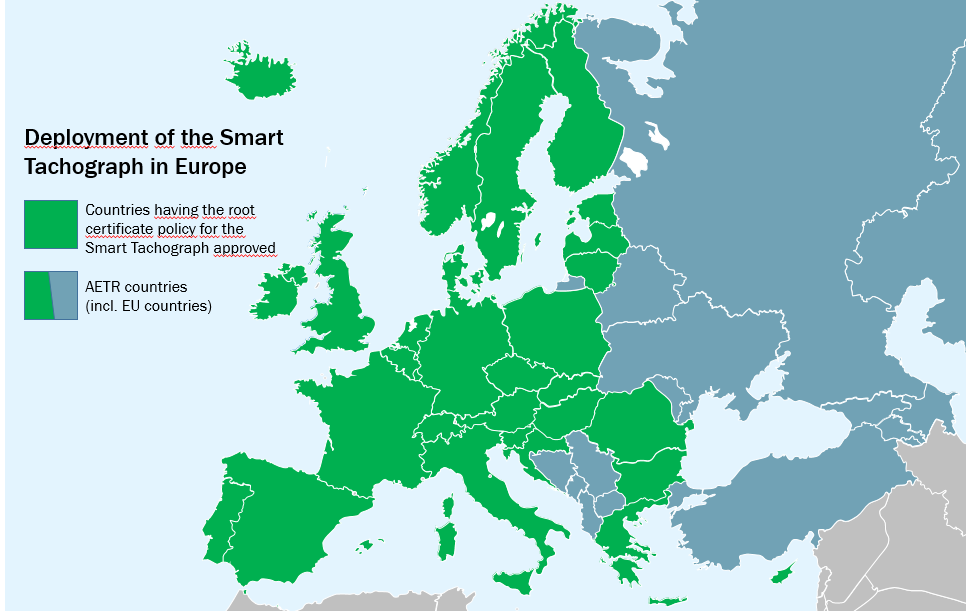 Deployment of the Smart
Tachograph in Europe
Countries having the root
certificate policy for the
Smart Tachograph approved
AETR countries
(incl. EU countries)